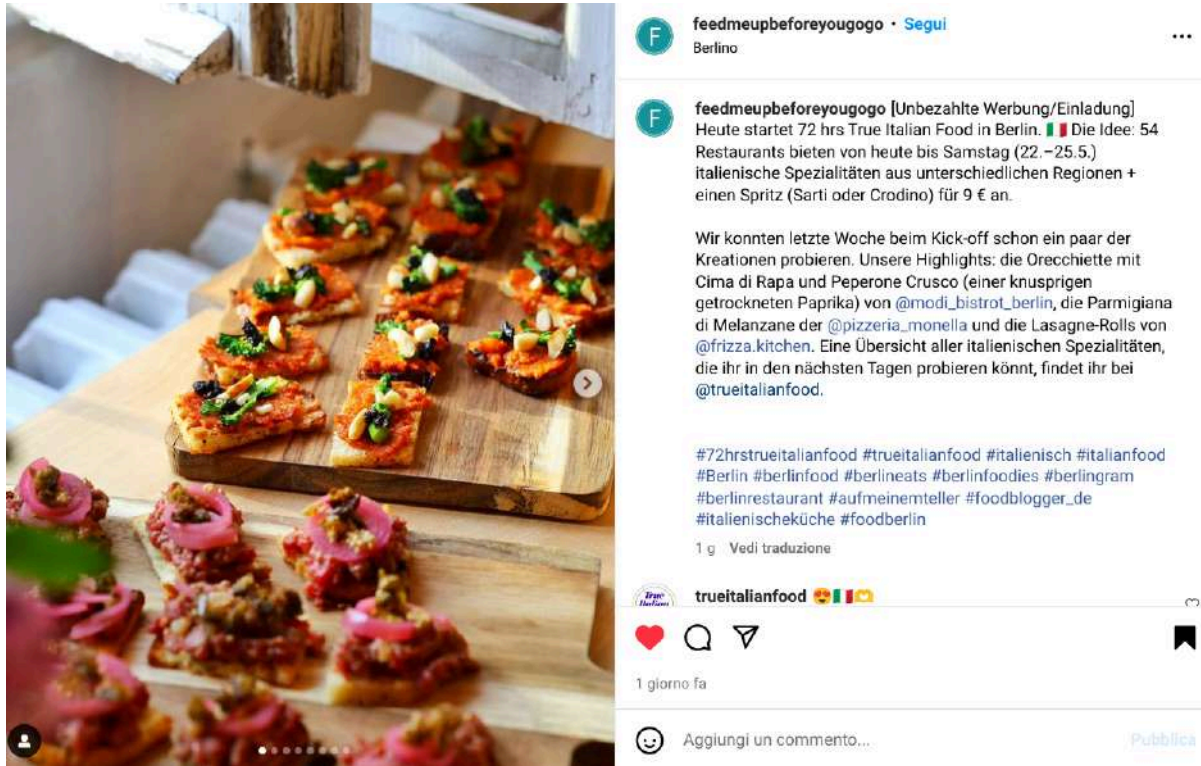 feedmeupbeforeyougogo • Segui
Berlino
feedmeupbeforeyougogo [Unbezahlte Werbung/Einladung]
Heute startet 72 hrs True Italian Food in Berlin. 🇮🇹 Die Idee: 54
Restaurants bieten von heute bis Samstag (22.–25.5.)
italienische Spezialitäten aus unterschiedlichen Regionen +
einen Spritz (Sarti oder Crodino) für 9 € an.
Wir konnten letzte Woche beim Kick-off schon ein paar der
Kreationen probieren. Unsere Highlights: die Orecchiette mit
Cima di Rapa und Peperone Crusco (einer knusprigen
getrockneten Paprika) von @modi_bistrot_berlin, die Parmigiana
di Melanzane der @pizzeria_monella und die Lasagne-Rolls von
@frizza.kitchen. Eine Übersicht aller italienischen Spezialitäten,
die ihr in den nächsten Tagen probieren könnt, findet ihr bei
@trueitalianfood.
#72hrstrueitalianfood #trueitalianfood #italienisch #italianfood
#Berlin #berlinfood #berlineats #berlinfoodies #berlingram
#berlinrestaurant #aufmeinemteller #foodblogger_de
#italienischeküche #foodberlin
1 g Vedi traduzione
trueitalianfood 😍🇮🇹🫶
1 giorno fa
Aggiungi un commento...
Pubblica